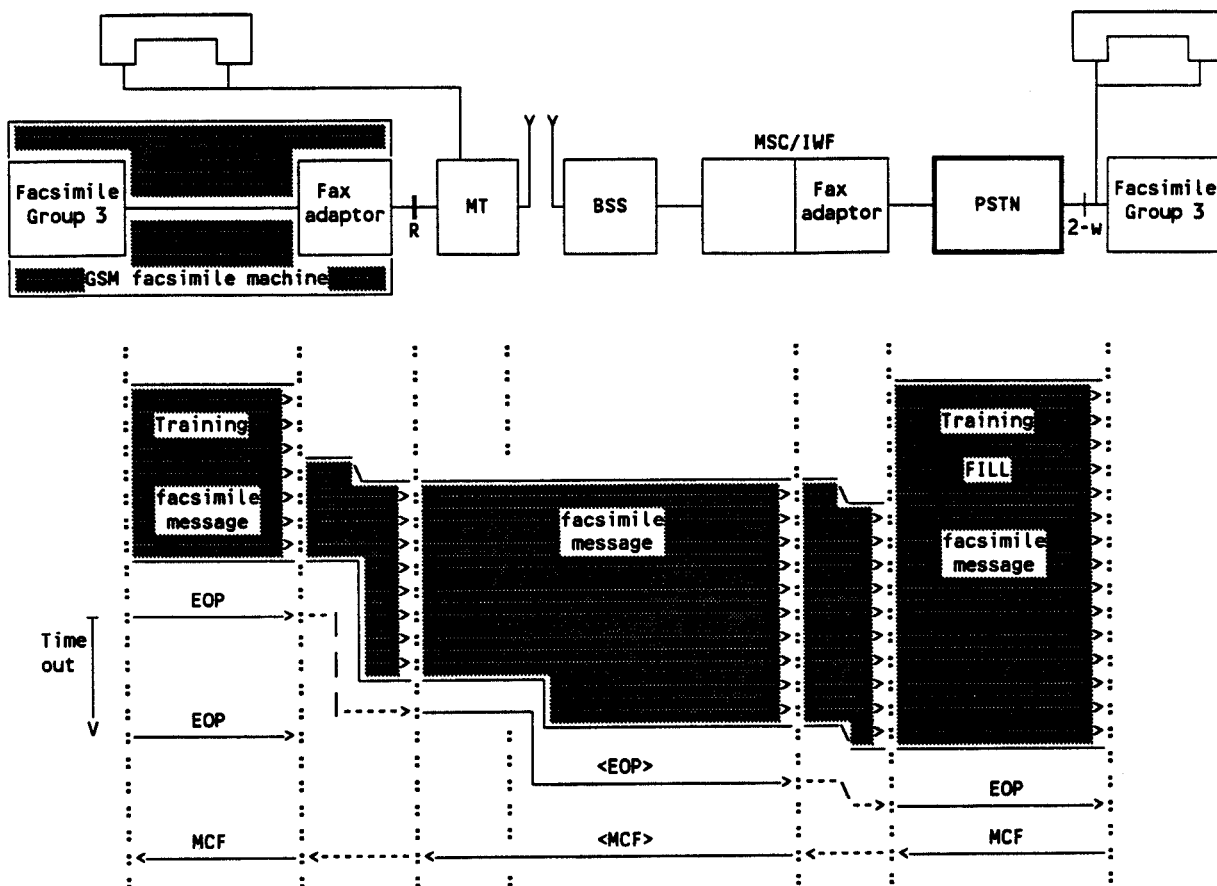 MSC/IWF
Facsimile
Group 3
Fax
adaptor
R
MT
BSS
Fax
adaptor
PSTN
2-w
Facsimile
Group 3
GSM facsimile machine
Training
facsimile
message
facsimile
message
Training
FILL
facsimile
message
EOP
Time
out
EOP
<EOP>
EOP
MCF
<MCF>
MCF